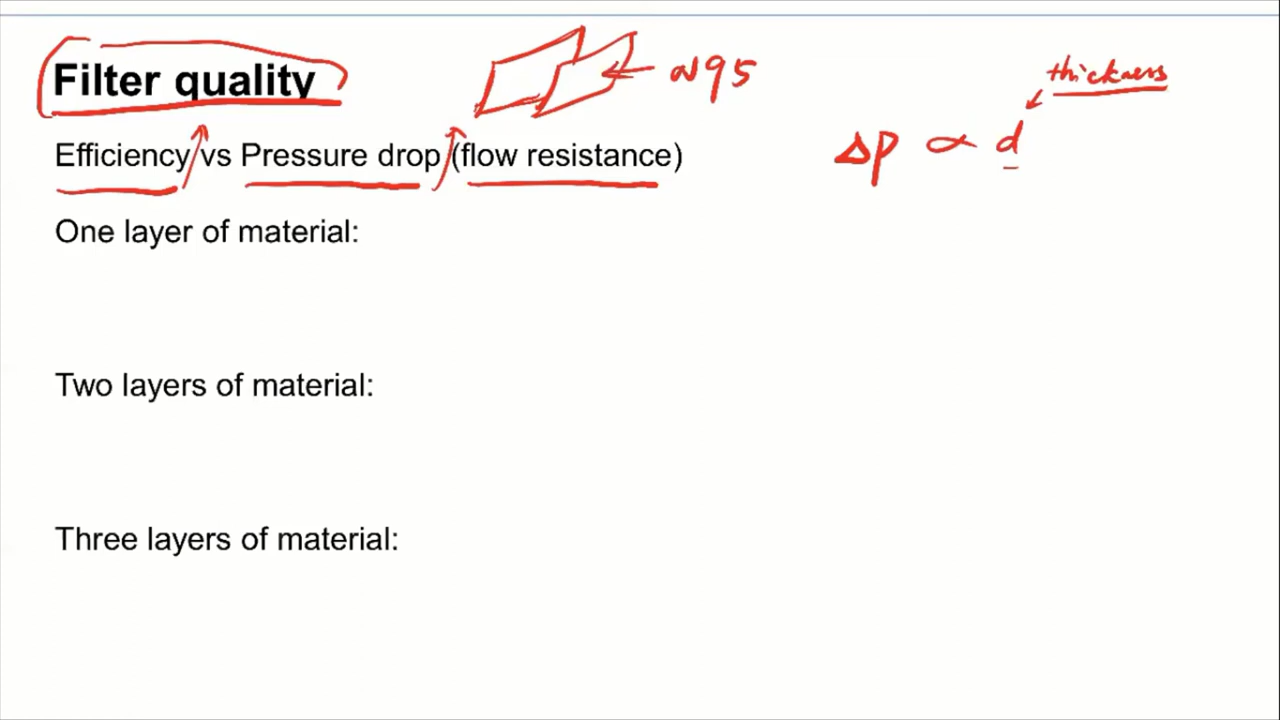 Filter quality
N95
thickness
Efficiency vs Pressure drop (flow resistance)
Δp ∝ d
One layer of material:
Two layers of material:
Three layers of material: